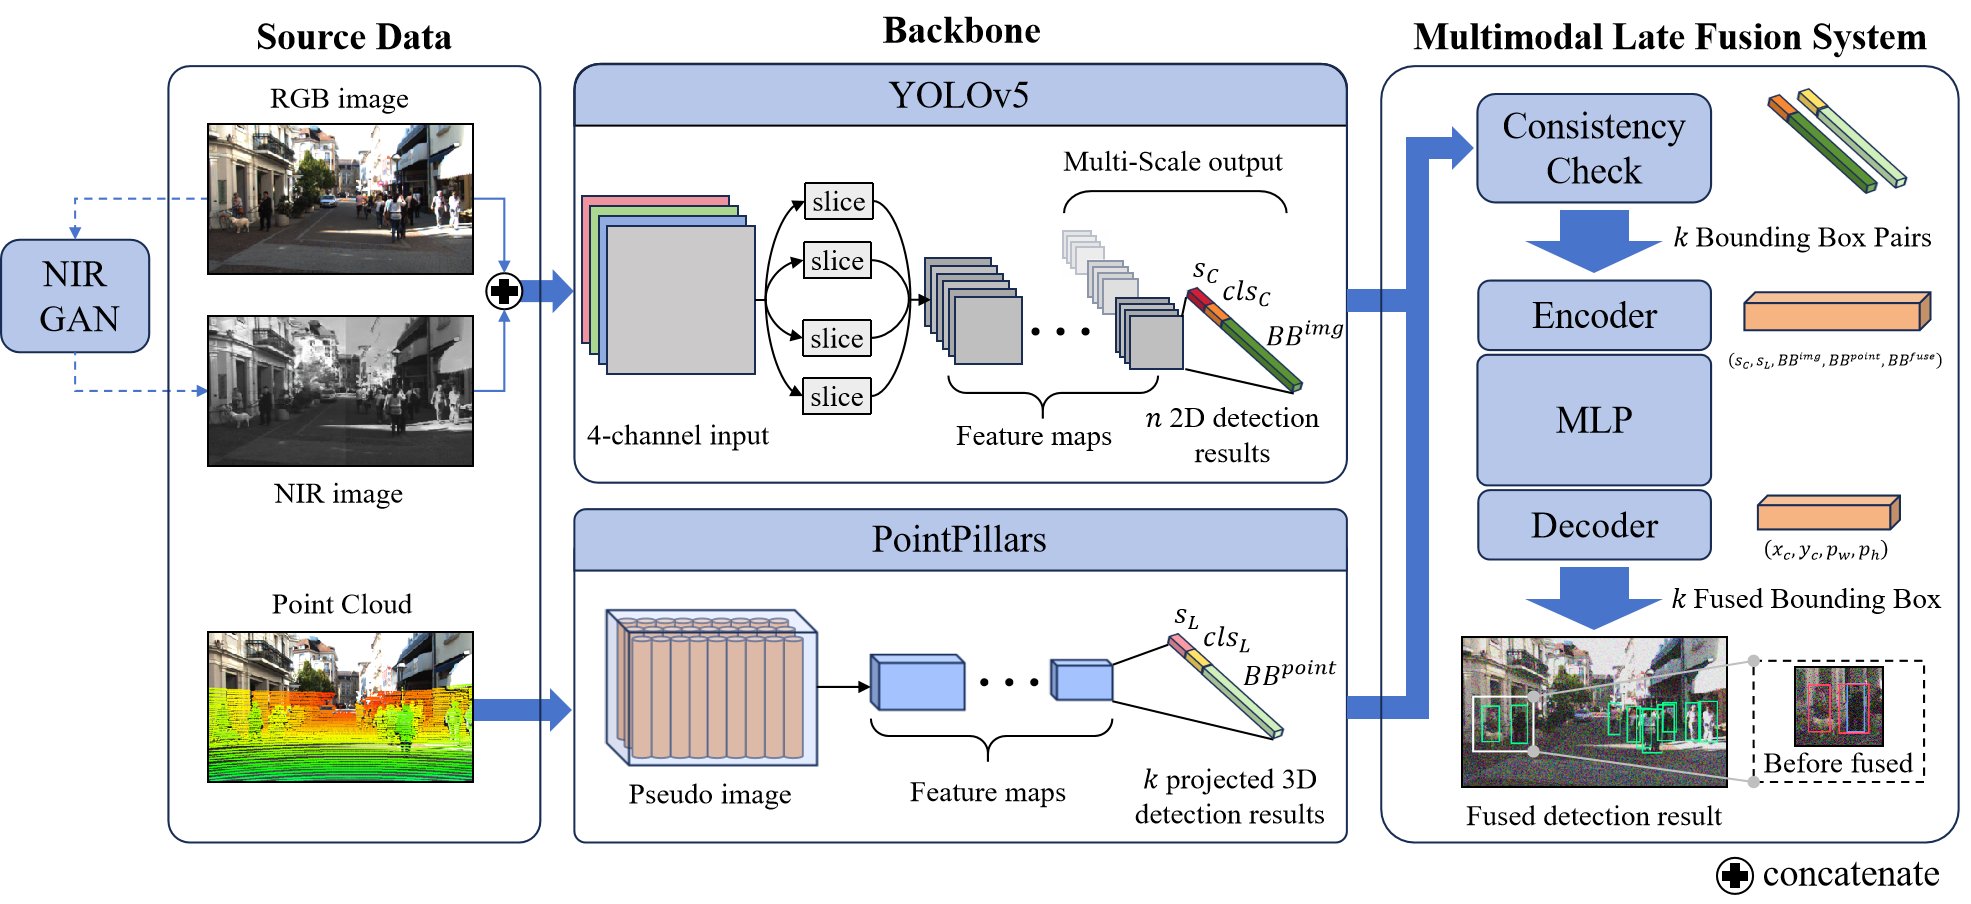 Source Data
Backbone
Multimodal Late Fusion System
RGB image
NIR
GAN
NIR image
Point Cloud
YOLOv5
4-channel input
slice
slice
slice
slice
Multi-Scale output
Feature maps
s_C
cls_C
BB^{img}
n 2D detection
results
PointPillars
Pseudo image
Feature maps
s_L
cls_L
BB^{point}
k projected 3D
detection results
Consistency
Check
k Bounding Box Pairs
Encoder
(s_C, s_L, BB^{img}, BB^{point}, BB^{fuse})
MLP
Decoder
(x_c, y_c, p_w, p_h)
k Fused Bounding Box
Before fused
Fused detection result
concatenate